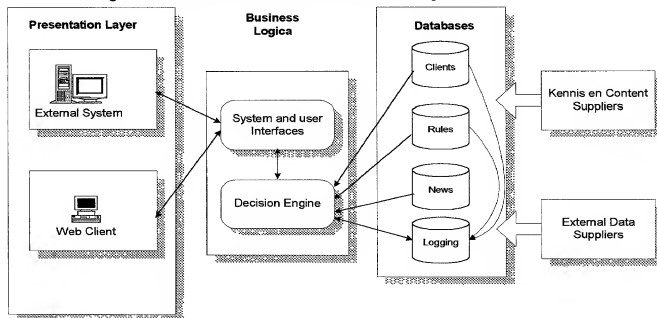 Presentation Layer
External System
Web Client
Business
Logica
System and user
Interfaces
Decision Engine
Databases
Clients
Rules
News
Logging
Kennis en Content
Suppliers
External Data
Suppliers